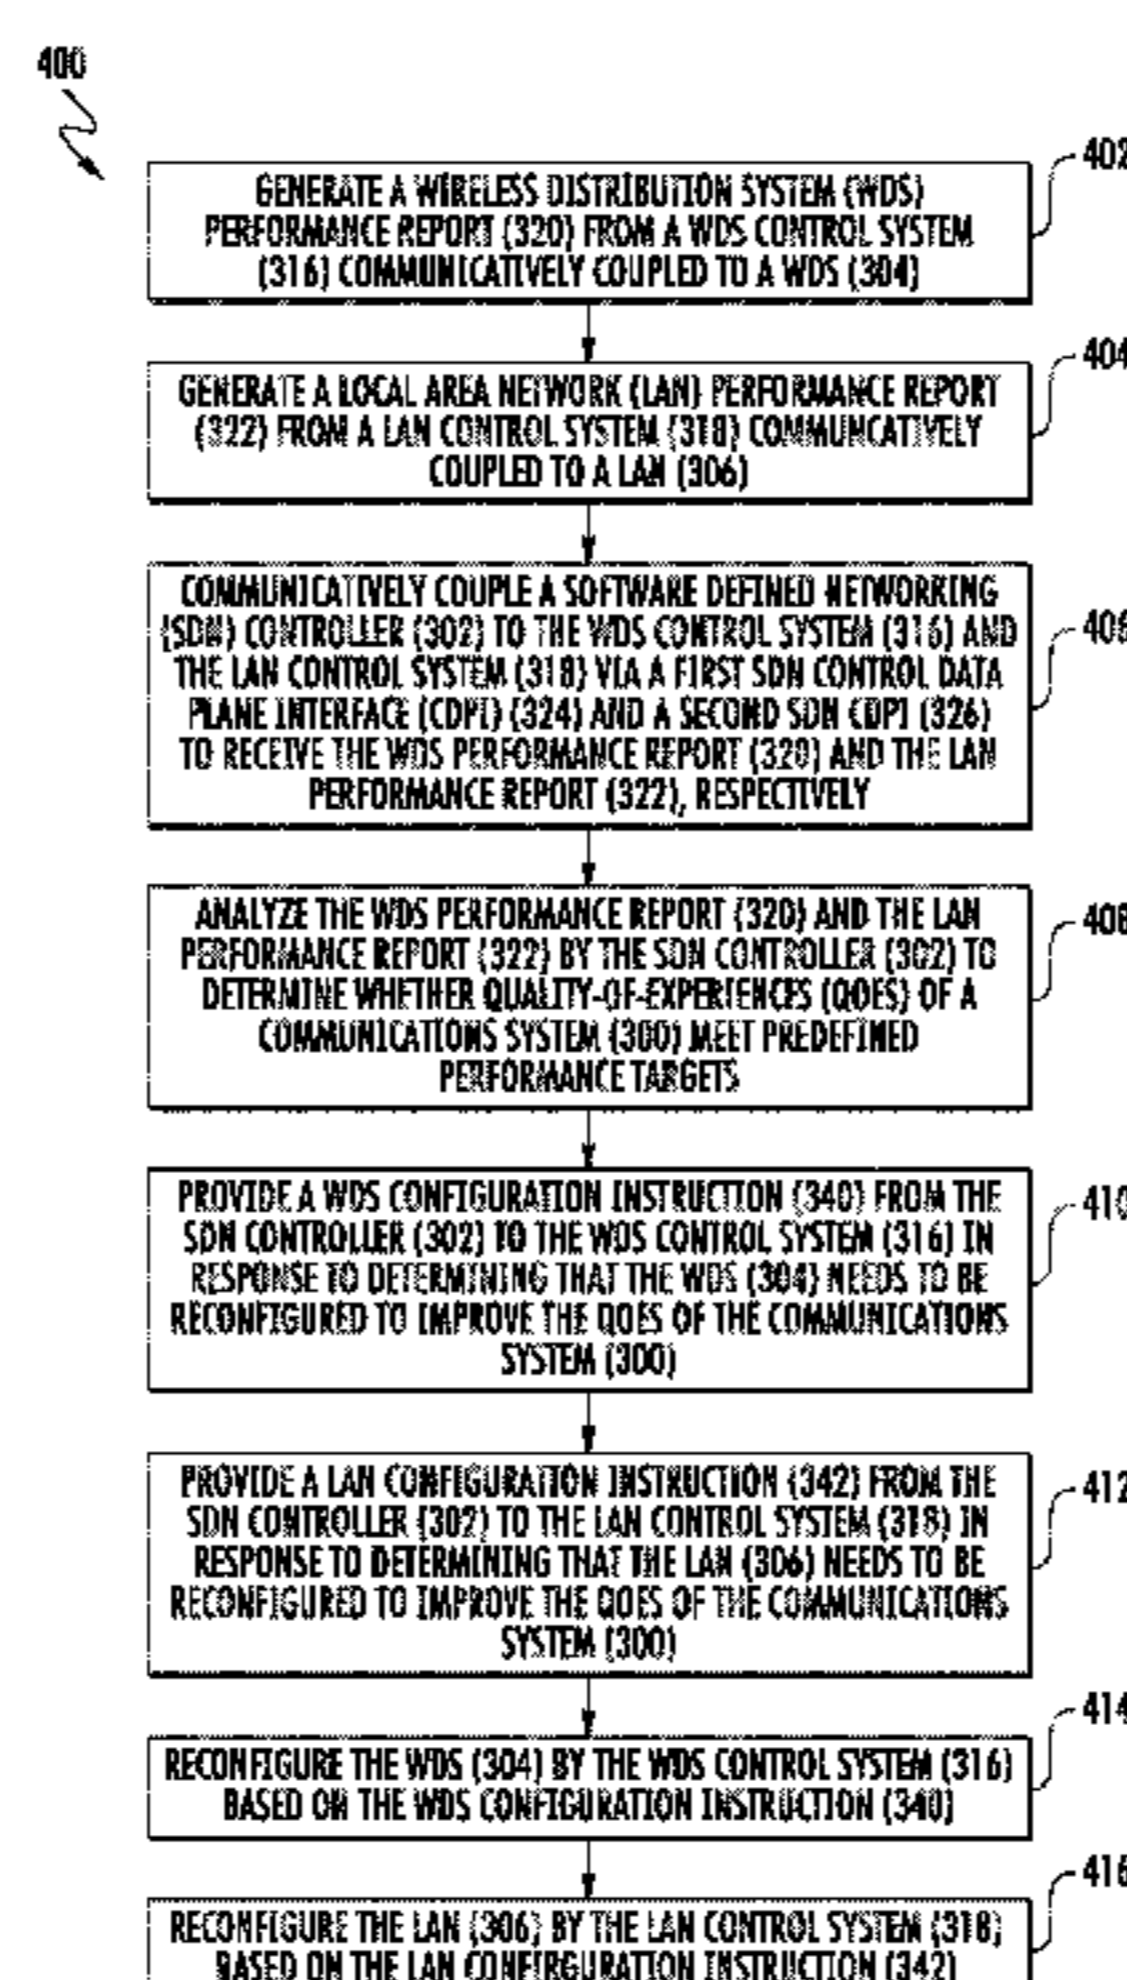 400
402
GENERATE A WIRELESS DISTRIBUTION SYSTEM (WDS)
PERFORMANCE REPORT (320) FROM A WDS CONTROL SYSTEM
(316) COMMUNICATIVELY COUPLED TO A WDS (304)
404
GENERATE A LOCAL AREA NETWORK (LAN) PERFORMANCE REPORT
(322) FROM A LAN CONTROL SYSTEM (318) COMMUNCATIVELY
COUPLED TO A LAN (306)
406
COMMUNICATIVELY COUPLE A SOFTWARE DEFINED NETWORKING
(SDN) CONTROLLER (302) TO THE WDS CONTROL SYSTEM (316) AND
THE LAN CONTROL SYSTEM (318) VIA A FIRST SDN CONTROL DATA
PLANE INTERFACE (CDPI) (324) AND A SECOND SDN CDPI (326)
TO RECEIVE THE WDS PERFORMANCE REPORT (320) AND THE LAN
PERFORMANCE REPORT (322), RESPECTIVELY
408
ANALYZE THE WDS PERFORMANCE REPORT (320) AND THE LAN
PERFORMANCE REPORT (322) BY THE SDN CONTROLLER (302) TO
DETERMINE WHETHER QUALITY-OF-EXPERIENCES (QOES) OF A
COMMUNICATIONS SYSTEM (300) MEET PREDEFINED
PERFORMANCE TARGETS
410
PROVIDE A WDS CONFIGURATION INSTRUCTION (340) FROM THE
SDN CONTROLLER (302) TO THE WDS CONTROL SYSTEM (316) IN
RESPONSE TO DETERMINING THAT THE WDS (304) NEEDS TO BE
RECONFIGURED TO IMPROVE THE QOES OF THE COMMUNICATIONS
SYSTEM (300)
412
PROVIDE A LAN CONFIGURATION INSTRUCTION (342) FROM THE
SDN CONTROLLER (302) TO THE LAN CONTROL SYSTEM (318) IN
RESPONSE TO DETERMINING THAT THE LAN (306) NEEDS TO BE
RECONFIGURED TO IMPROVE THE QOES OF THE COMMUNICATIONS
SYSTEM (300)
414
RECONFIGURE THE WDS (304) BY THE WDS CONTROL SYSTEM (316)
BASED ON THE WDS CONFIGURATION INSTRUCTION (340)
416
RECONFIGURE THE LAN (306) BY THE LAN CONTROL SYSTEM (318)
BASED ON THE LAN CONFIRGURATION INSTRUCTION (342)